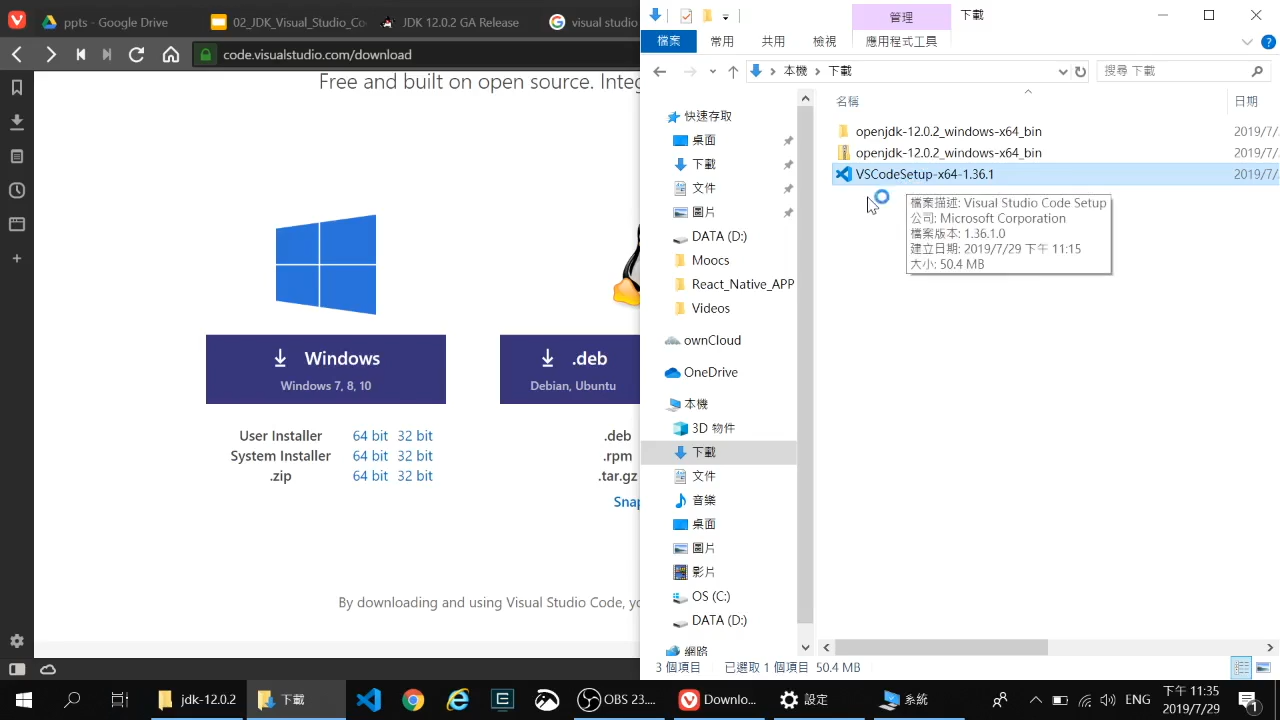 ppts - Google Drive
02_JDK_Visual_Studio_Co
JDK 12.0.2 GA Release
visual studio
code.visualstudio.com/download
Free and built on open source. Integ
Windows
Windows 7, 8, 10
.deb
Debian, Ubuntu
User Installer 64 bit 32 bit
System Installer 64 bit 32 bit
.zip 64 bit 32 bit
.deb
.rpm
.tar.gz
Snap
By downloading and using Visual Studio Code, yo
管理
下載
檔案
常用
共用
檢視
應用程式工具
本機
下載
搜尋 下載
名稱
日期
快速存取
桌面
下載
文件
圖片
DATA (D:)
Moocs
React_Native_APP
Videos
ownCloud
OneDrive
本機
3D 物件
下載
文件
音樂
桌面
圖片
影片
OS (C:)
DATA (D:)
網路
openjdk-12.0.2_windows-x64_bin 2019/7/
openjdk-12.0.2_windows-x64_bin 2019/7/
VSCodeSetup-x64-1.36.1 2019/7/
檔案描述: Visual Studio Code Setup
公司: Microsoft Corporation
檔案版本: 1.36.1.0
建立日期: 2019/7/29 下午 11:15
大小: 50.4 MB
3 個項目
已選取 1 個項目 50.4 MB
jdk-12.0.2
下載
OBS 23....
Downlo...
設定
系統
ENG
下午 11:35
2019/7/29
1